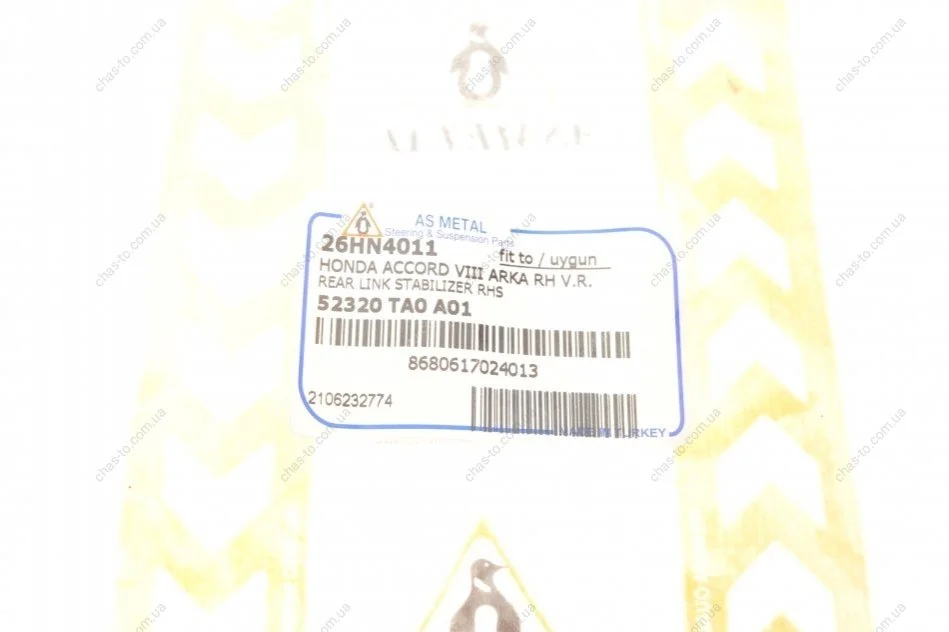 AS METAL
Steering & Suspension Parts
26HN4011
fit to / uygun
HONDA ACCORD VIII ARKA RH V.R.
REAR LINK STABILIZER RHS
52320 TA0 A01
8680617024013
2106232774
MADE IN TURKEY
chas-to.com.ua